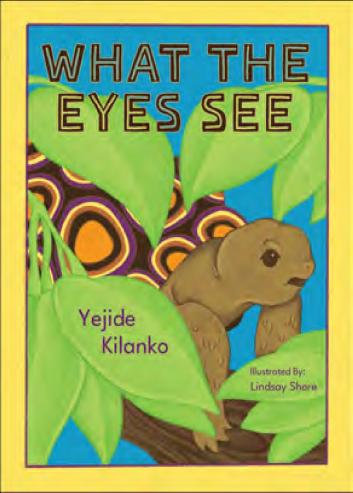 WHAT THE
EYES SEE
Yejide
Kilanko
Illustrated By:
Lindsay Shore